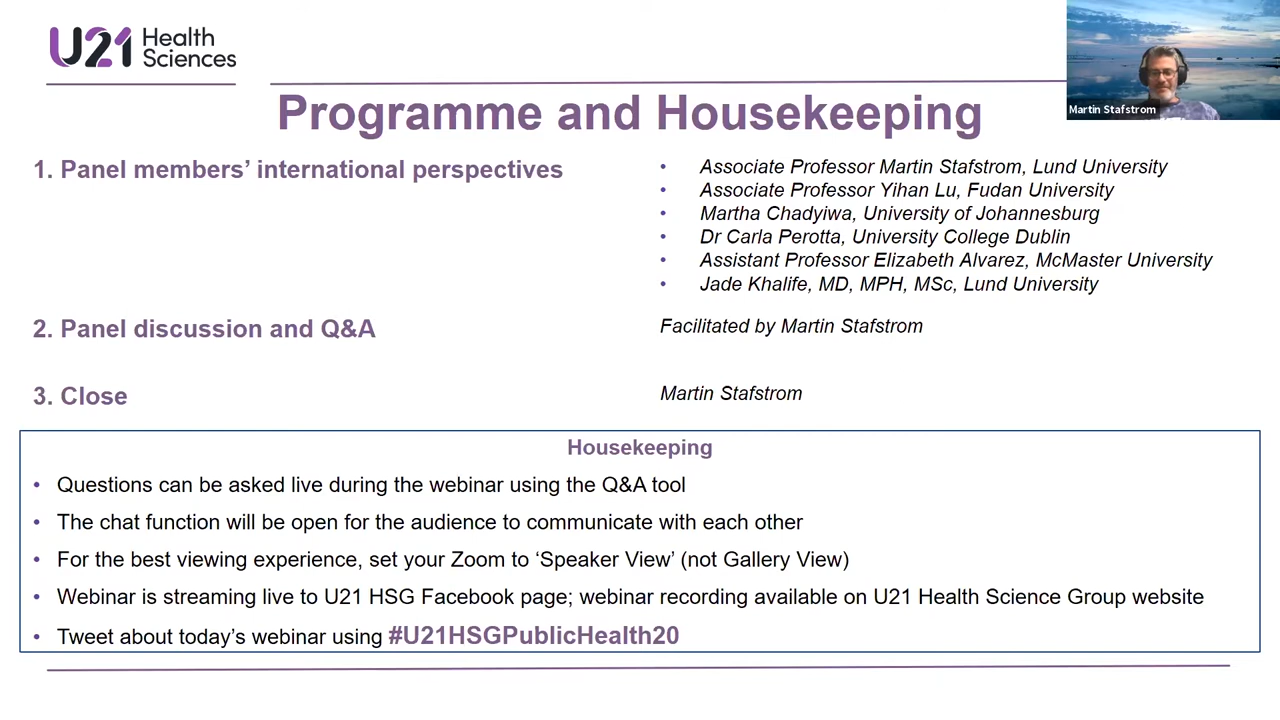 U21 Health
Sciences
Martin Stafstrom
Programme and Housekeeping
1. Panel members’ international perspectives
• Associate Professor Martin Stafstrom, Lund University
• Associate Professor Yihan Lu, Fudan University
• Martha Chadyiwa, University of Johannesburg
• Dr Carla Perotta, University College Dublin
• Assistant Professor Elizabeth Alvarez, McMaster University
• Jade Khalife, MD, MPH, MSc, Lund University
2. Panel discussion and Q&A
Facilitated by Martin Stafstrom
3. Close
Martin Stafstrom
Housekeeping
• Questions can be asked live during the webinar using the Q&A tool
• The chat function will be open for the audience to communicate with each other
• For the best viewing experience, set your Zoom to ‘Speaker View’ (not Gallery View)
• Webinar is streaming live to U21 HSG Facebook page; webinar recording available on U21 Health Science Group website
• Tweet about today’s webinar using #U21HSGPublicHealth20